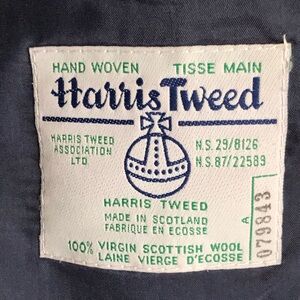 HAND WOVEN TISSE MAIN
Harris Tweed
HARRIS TWEED
ASSOCIATION
LTD
N.S. 29/8126
N.S. 87/22589
HARRIS TWEED
MADE IN SCOTLAND
FABRIQUE EN ECOSSE
100% VIRGIN SCOTTISH WOOL
LAINE VIERGE D'ECOSSE
A 079843